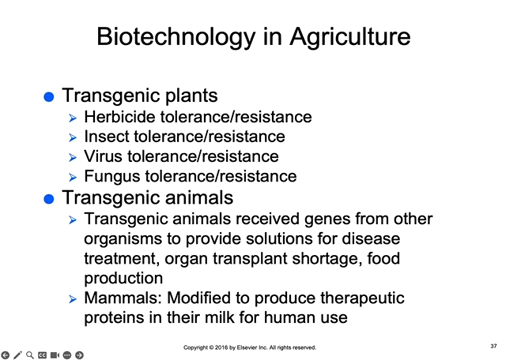 Biotechnology in Agriculture
Transgenic plants
Herbicide tolerance/resistance
Insect tolerance/resistance
Virus tolerance/resistance
Fungus tolerance/resistance
Transgenic animals
Transgenic animals received genes from other
organisms to provide solutions for disease
treatment, organ transplant shortage, food
production
Mammals: Modified to produce therapeutic
proteins in their milk for human use
Copyright © 2016 by Elsevier Inc. All rights reserved.
37